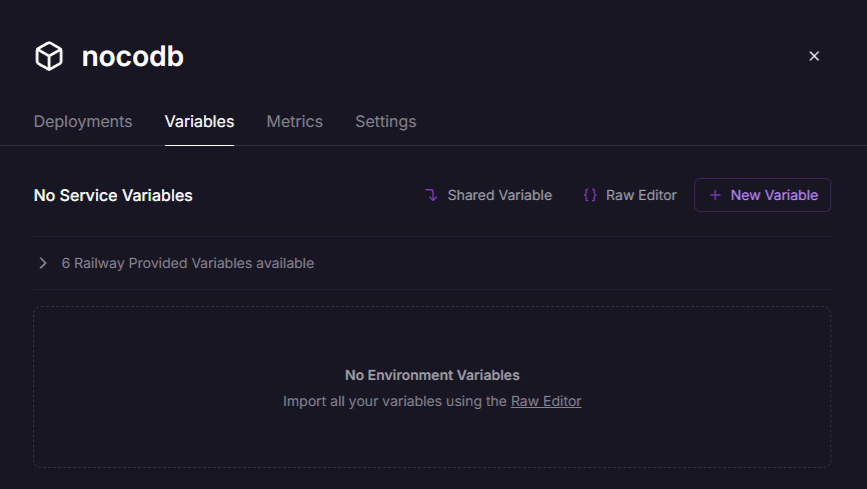 nocodb
Deployments Variables Metrics Settings
No Service Variables Shared Variable {} Raw Editor + New Variable
6 Railway Provided Variables available
No Environment Variables
Import all your variables using the Raw Editor